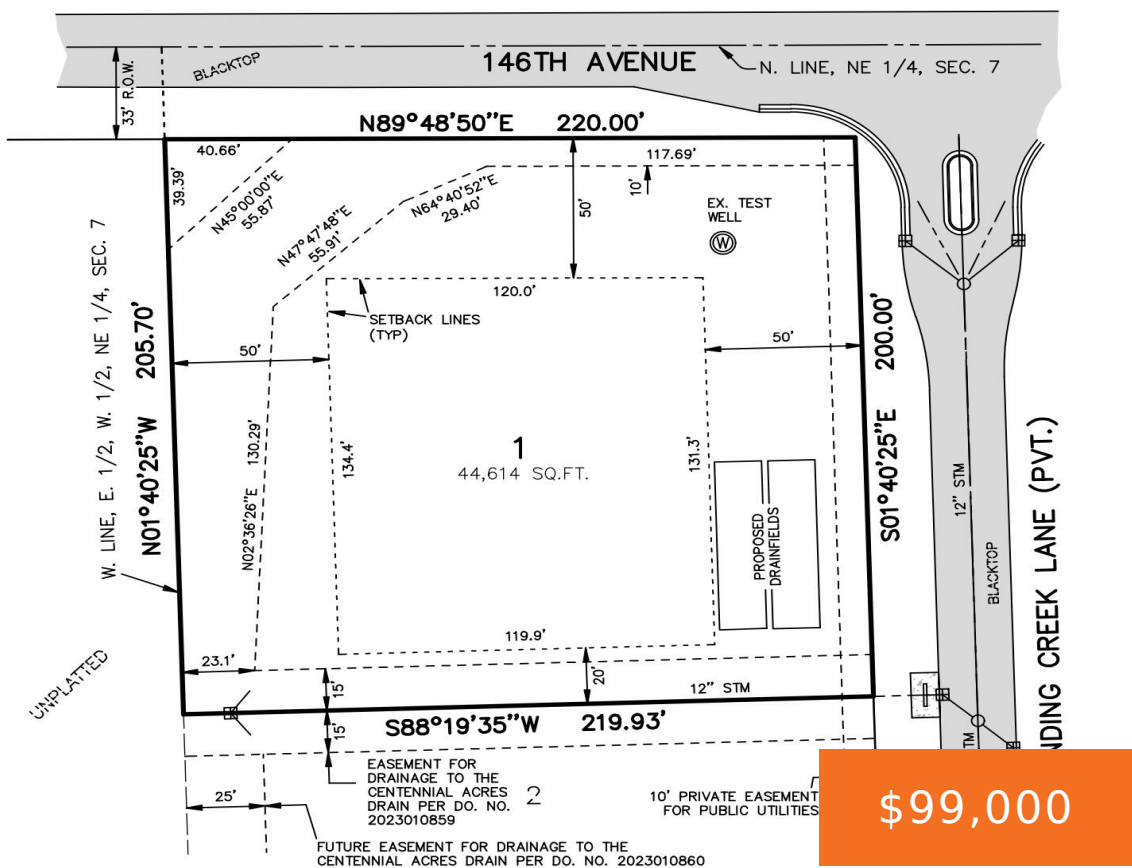 33' R.O.W.
BLACKTOP
146TH AVENUE
N. LINE, NE 1/4, SEC. 7
N89°48'50"E 220.00'
40.66'
39.39'
N45°00'00"E
55.87'
N47°47'48"E
55.91'
N64°40'52"E
29.40'
117.69'
10'
50'
EX. TEST
WELL
W
120.0'
SETBACK LINES
(TYP)
50'
50'
W. LINE, E. 1/2, W. 1/2, NE 1/4, SEC. 7
N01°40'25"W 205.70'
N02°36'26"E 130.29'
134.4'
1
44,614 SQ.FT.
131.3'
PROPOSED
DRAINFIELDS
S01°40'25"E 200.00'
12" STM
BLACKTOP
NDING CREEK LANE (PVT.)
UNPLATTED
23.1'
119.9'
15'
20'
12" STM
15'
S88°19'35"W 219.93'
TM
EASEMENT FOR
DRAINAGE TO THE
CENTENNIAL ACRES
DRAIN PER DO. NO.
2023010859
2
25'
10' PRIVATE EASEMENT
FOR PUBLIC UTILITIES
FUTURE EASEMENT FOR DRAINAGE TO THE
CENTENNIAL ACRES DRAIN PER DO. NO. 2023010860
$99,000